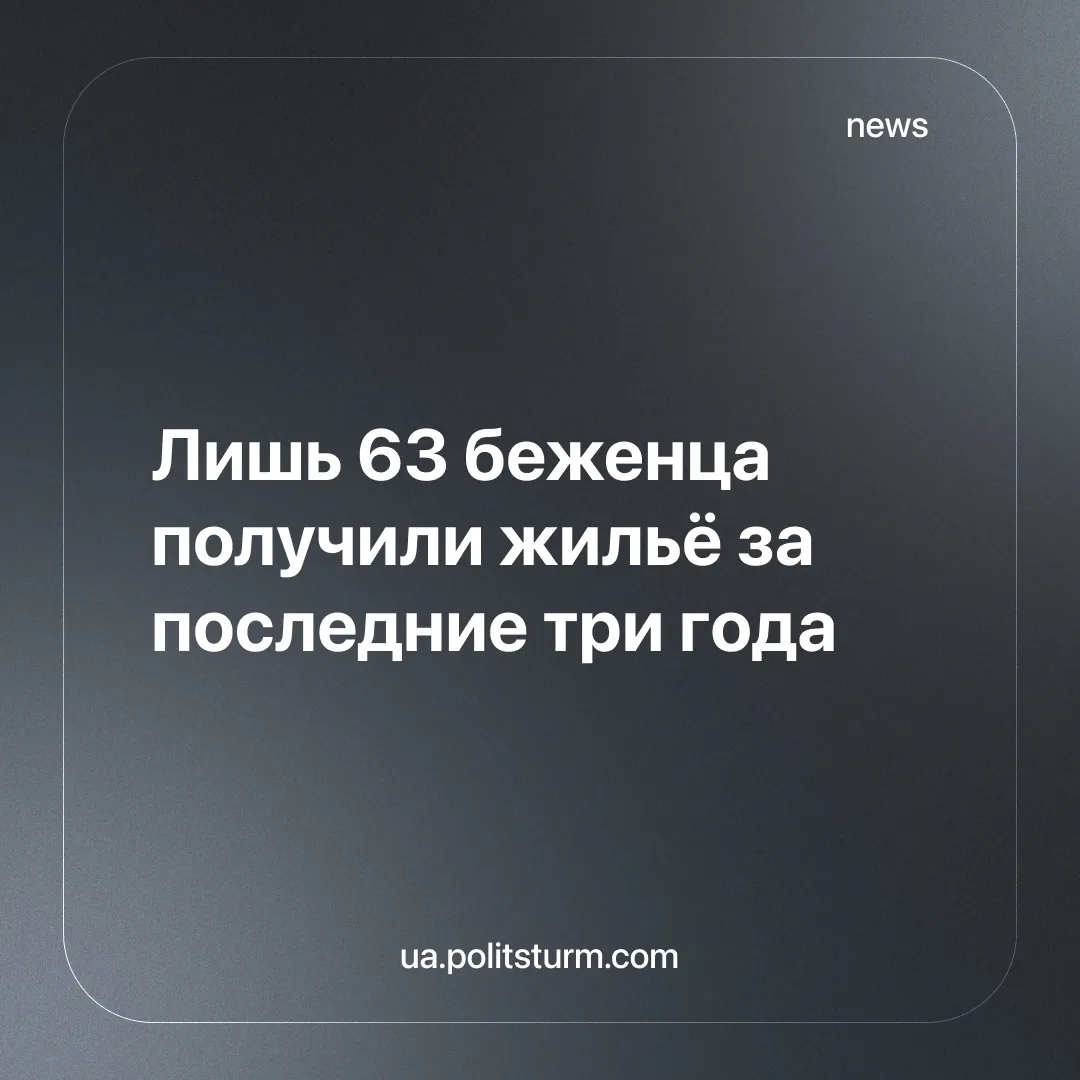 news
Лишь 63 беженца
получили жильё за
последние три года
ua.politsturm.com